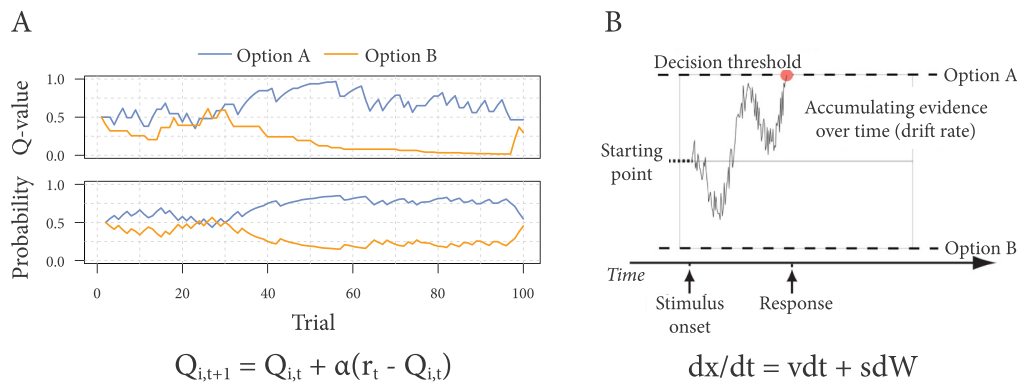 A
Option A
Option B
Q-value
1.0
0.5
0.0
Probability
1.0
0.5
0.0
0
20
40
60
80
100
Trial
Qi,t+1 = Qi,t + α(rt - Qi,t)
B
Decision threshold
Option A
Accumulating evidence
over time (drift rate)
Starting
point
Option B
Time
Stimulus
onset
Response
dx/dt = vdt + sdW